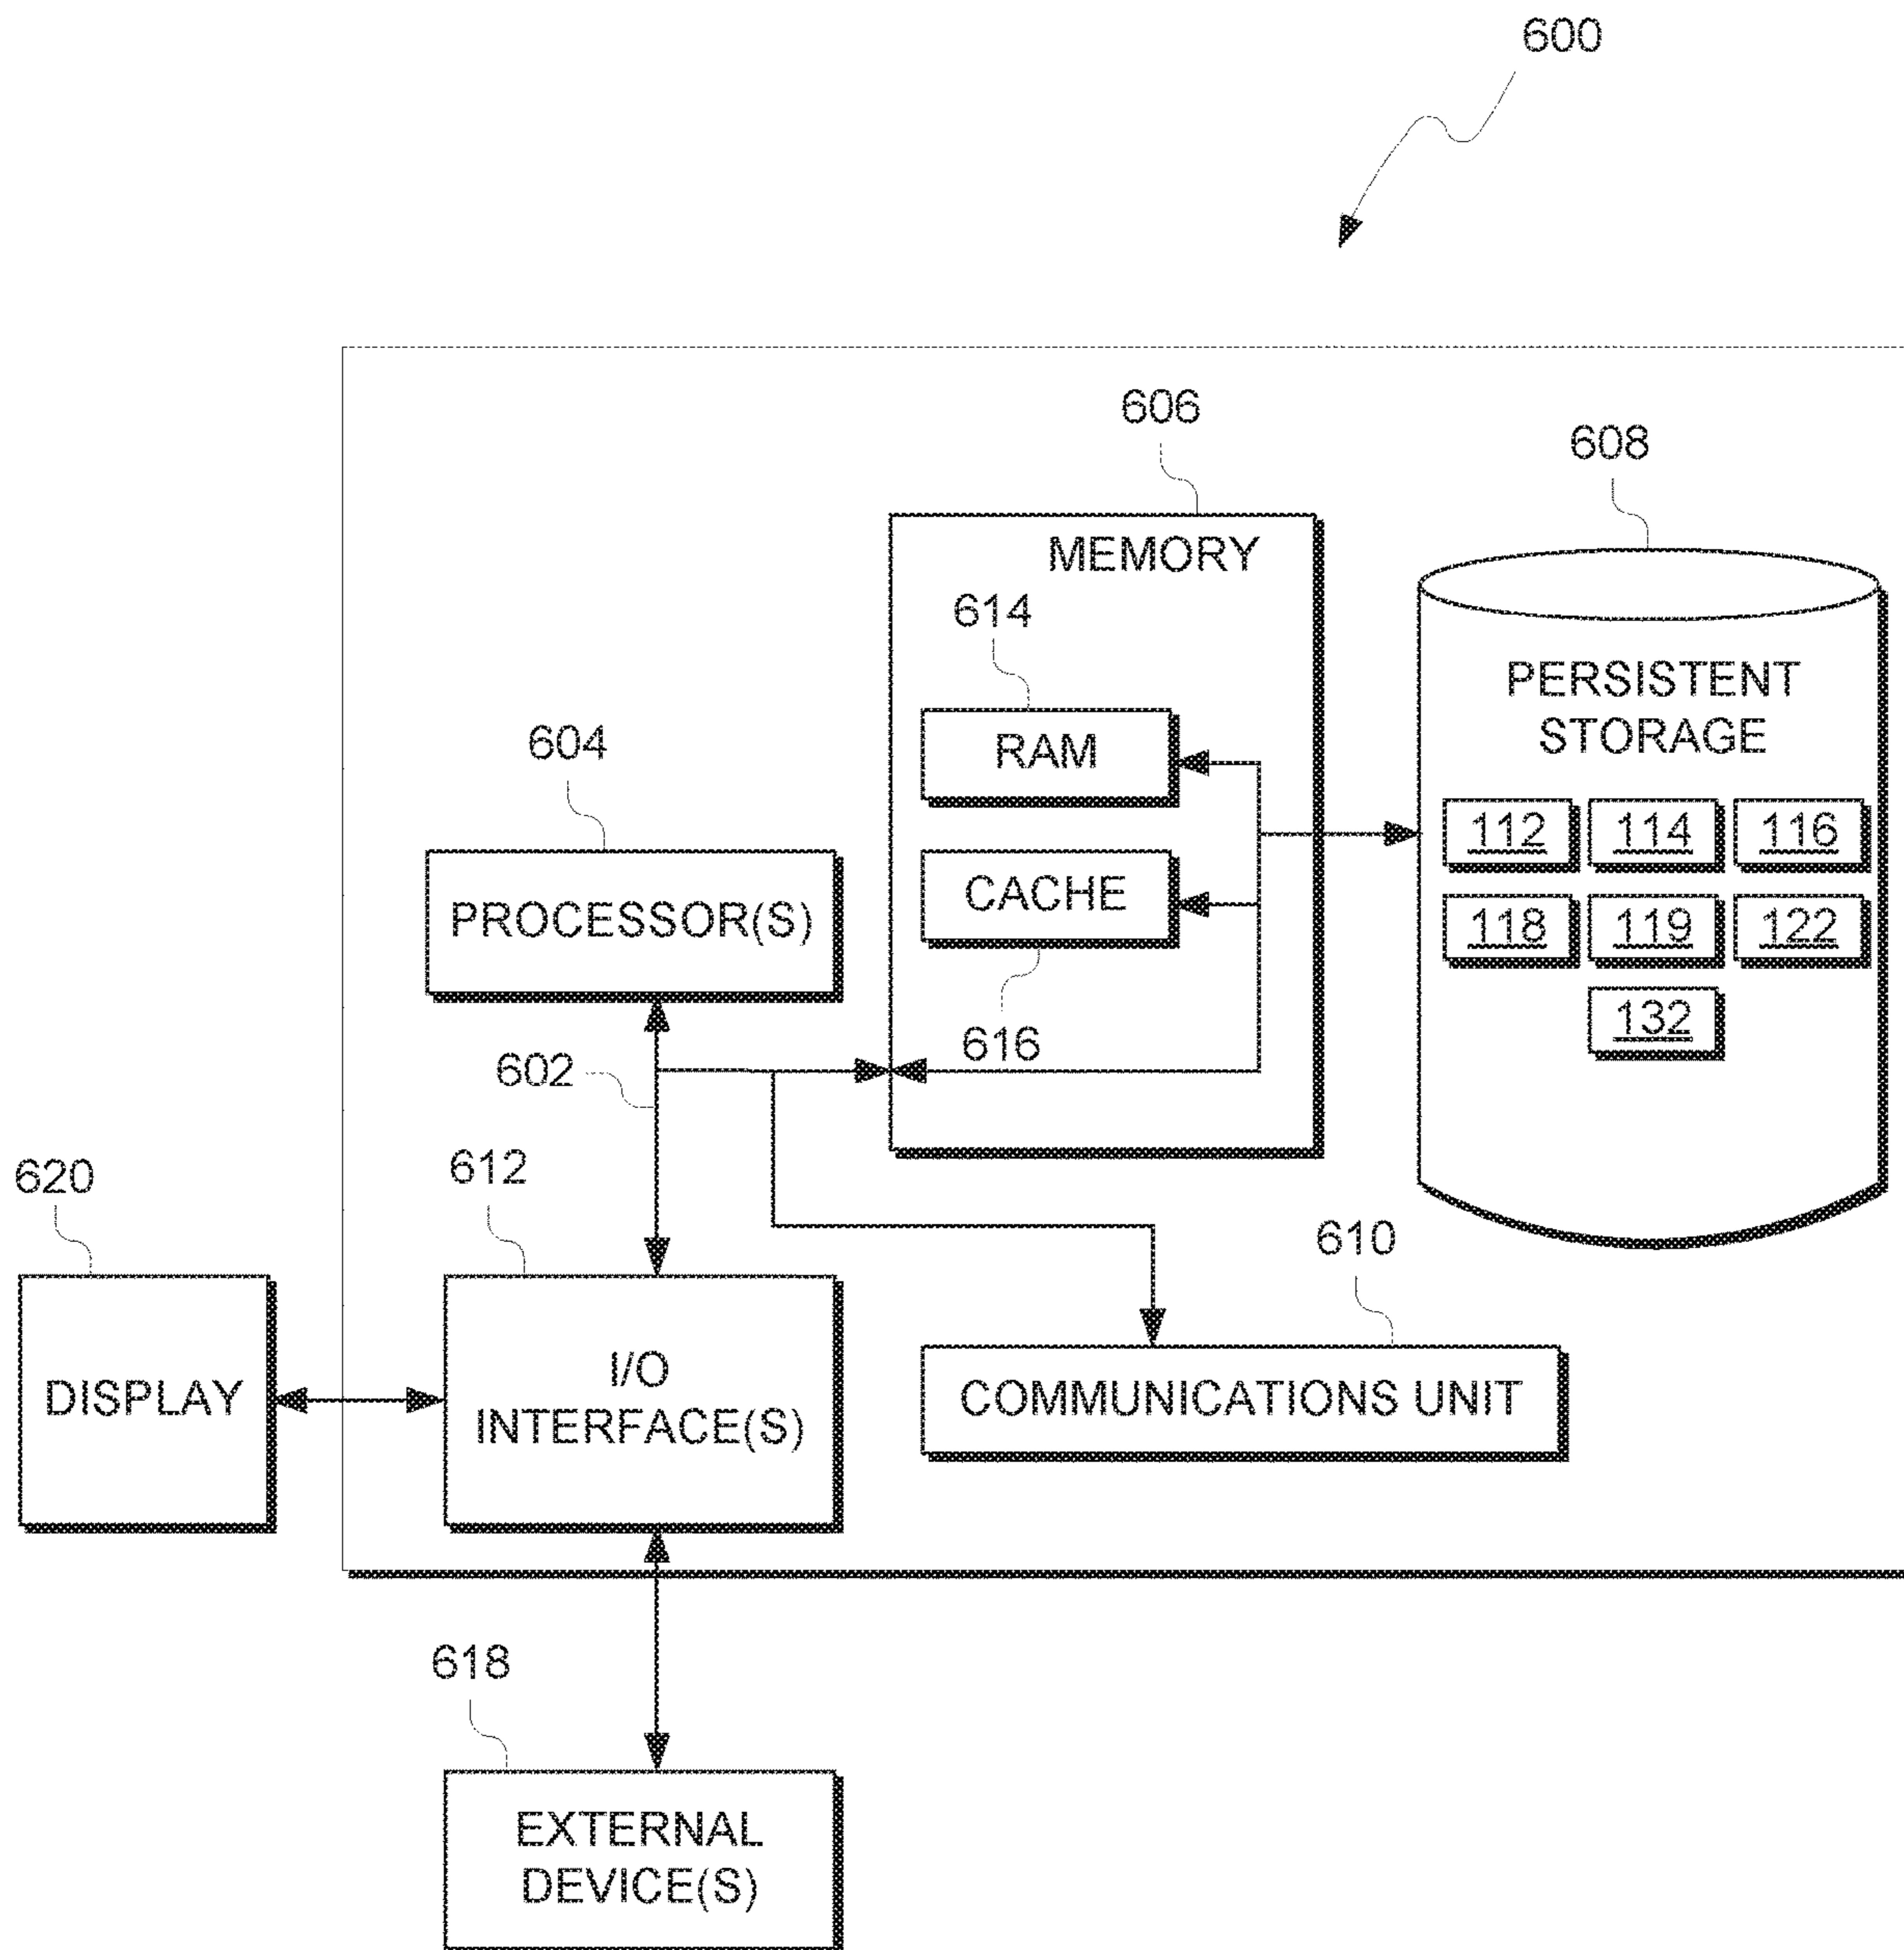 600
606
608
MEMORY
614
PERSISTENT
STORAGE
RAM
604
112 114 116
CACHE
PROCESSOR(S)
118 119 122
132
616
602
620
612
610
I/O
INTERFACE(S)
DISPLAY
COMMUNICATIONS UNIT
618
EXTERNAL
DEVICE(S)